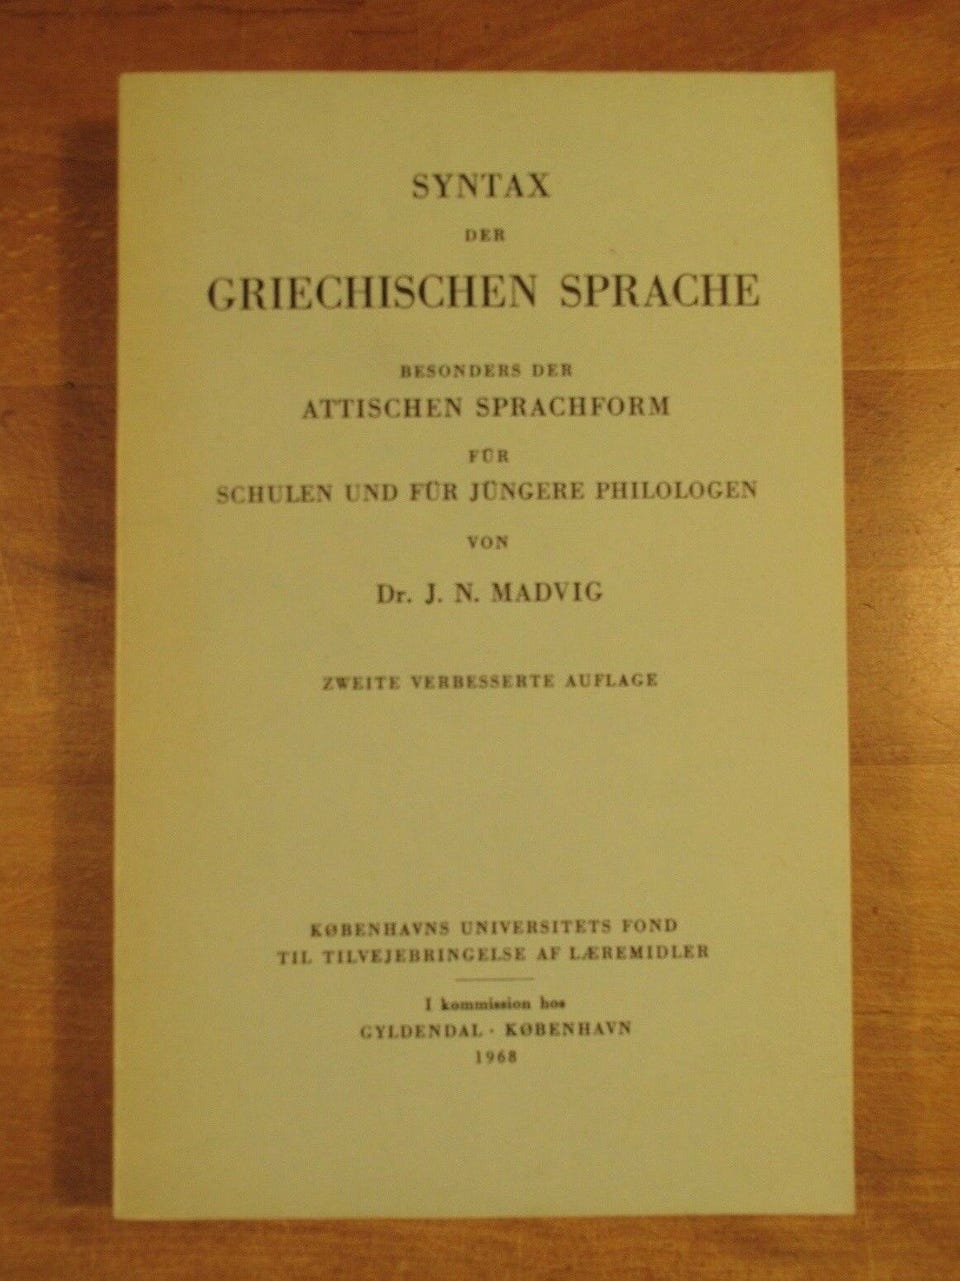 SYNTAX
DER
GRIECHISCHEN SPRACHE
BESONDERS DER
ATTISCHEN SPRACHFORM
FÜR
SCHULEN UND FÜR JÜNGERE PHILOLOGEN
VON
Dr. J. N. MADVIG
ZWEITE VERBESSERTE AUFLAGE
KØBENHAVNS UNIVERSITETS FOND
TIL TILVEJEBRINGELSE AF LÆREMIDLER
I kommission hos
GYLDENDAL · KØBENHAVN
1968